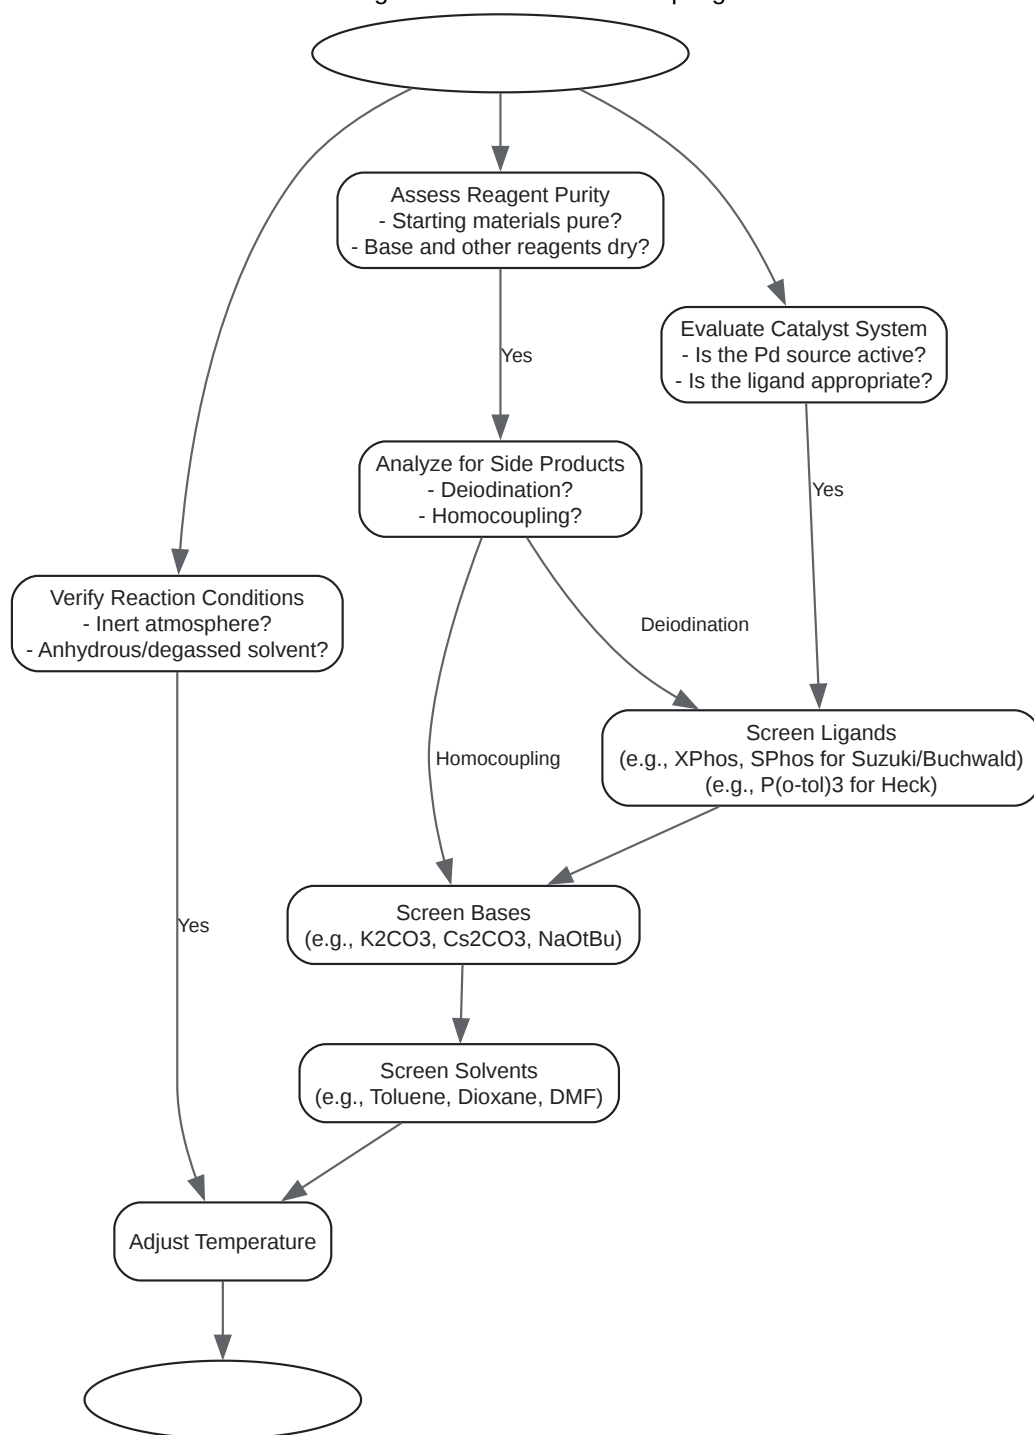 Assess Reagent Purity
- Starting materials pure?
- Base and other reagents dry?
Evaluate Catalyst System
- Is the Pd source active?
- Is the ligand appropriate?
Yes
Analyze for Side Products
- Deiodination?
- Homocoupling?
Yes
Verify Reaction Conditions
- Inert atmosphere?
- Anhydrous/degassed solvent?
Deiodination
Screen Ligands
(e.g., XPhos, SPhos for Suzuki/Buchwald)
(e.g., P(o-tol)3 for Heck)
Homocoupling
Screen Bases
(e.g., K2CO3, Cs2CO3, NaOtBu)
Yes
Screen Solvents
(e.g., Toluene, Dioxane, DMF)
Adjust Temperature